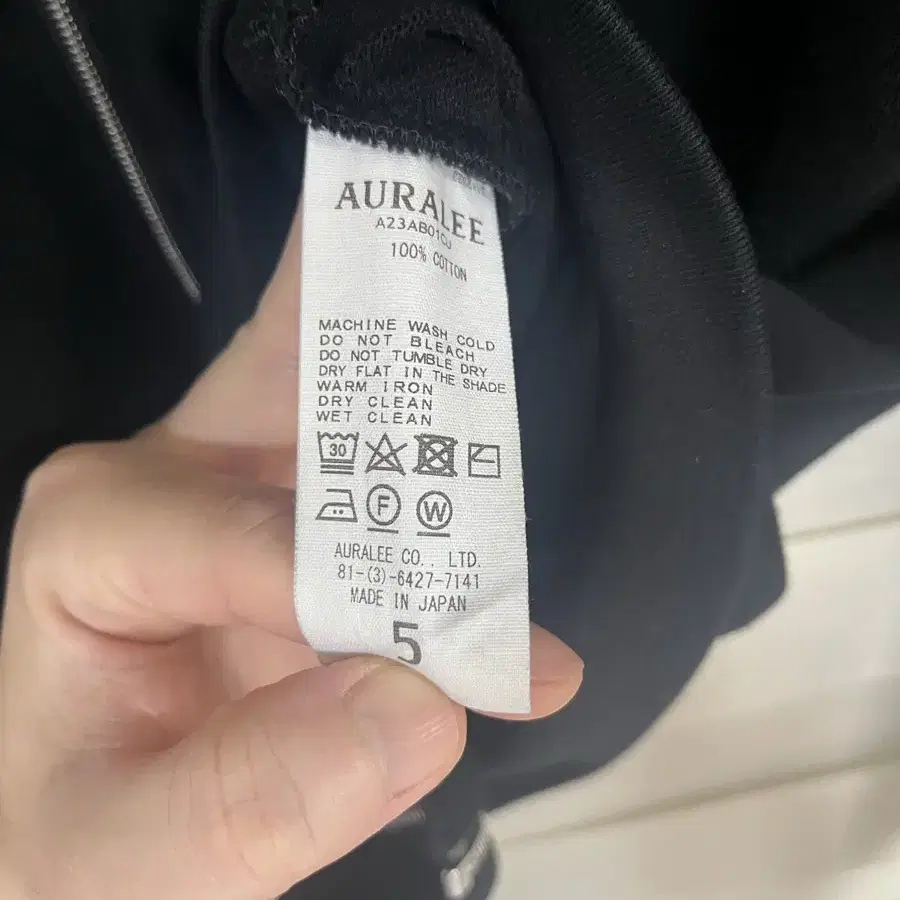 AURALEE
A23AB01CU
100% COTTON
MACHINE WASH COLD
DO NOT BLEACH
DO NOT TUMBLE DRY
DRY FLAT IN THE SHADE
WARM IRON
DRY CLEAN
WET CLEAN
30
F W
AURALEE CO., LTD.
81-(3)-6427-7141
MADE IN JAPAN
5